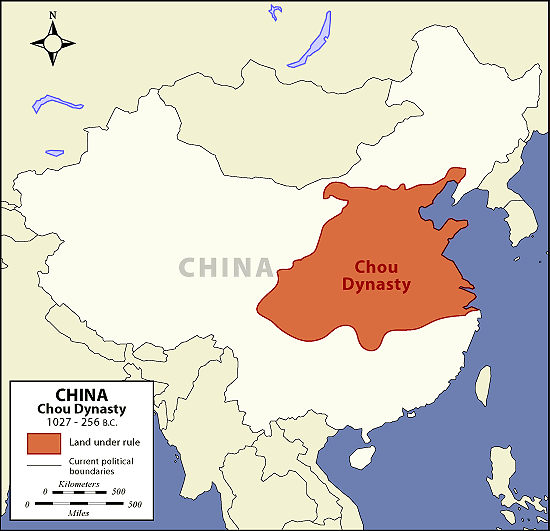 N
CHINA
Chou
Dynasty
CHINA
Chou Dynasty
1027 - 256 B.C.
Land under rule
Current political
boundaries
Kilometers
0 500
0 500
Miles